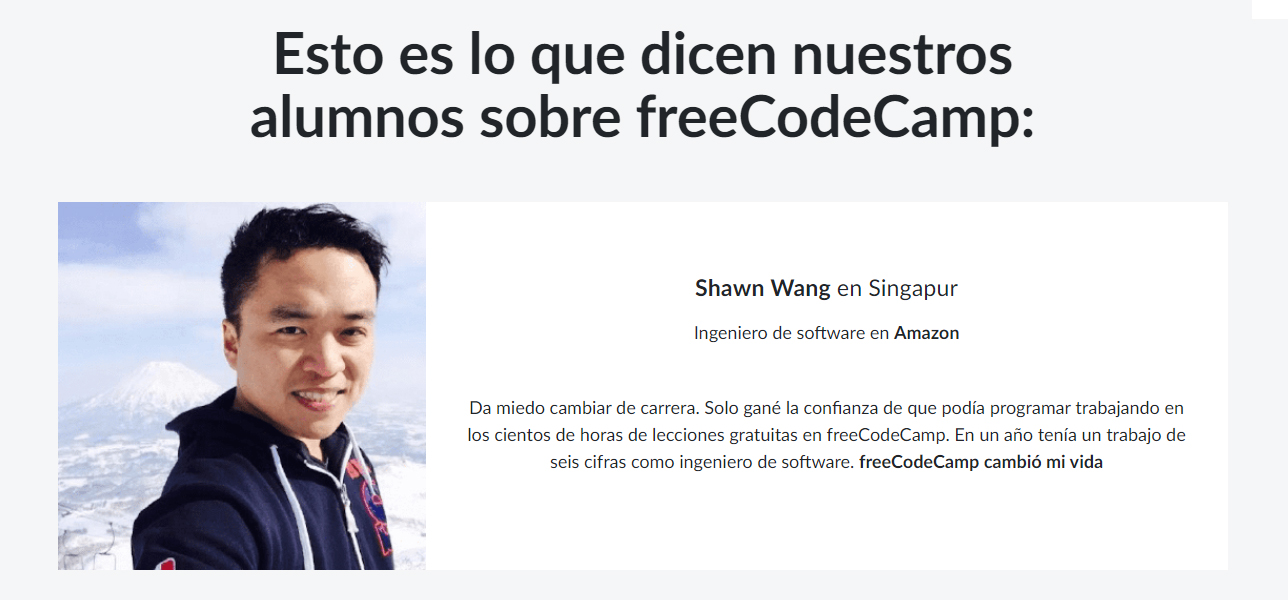 Esto es lo que dicen nuestros
alumnos sobre freeCodeCamp:
Shawn Wang en Singapur
Ingeniero de software en Amazon
Da miedo cambiar de carrera. Solo gané la confianza de que podía programar trabajando en
los cientos de horas de lecciones gratuitas en freeCodeCamp. En un año tenía un trabajo de
seis cifras como ingeniero de software. freeCodeCamp cambió mi vida